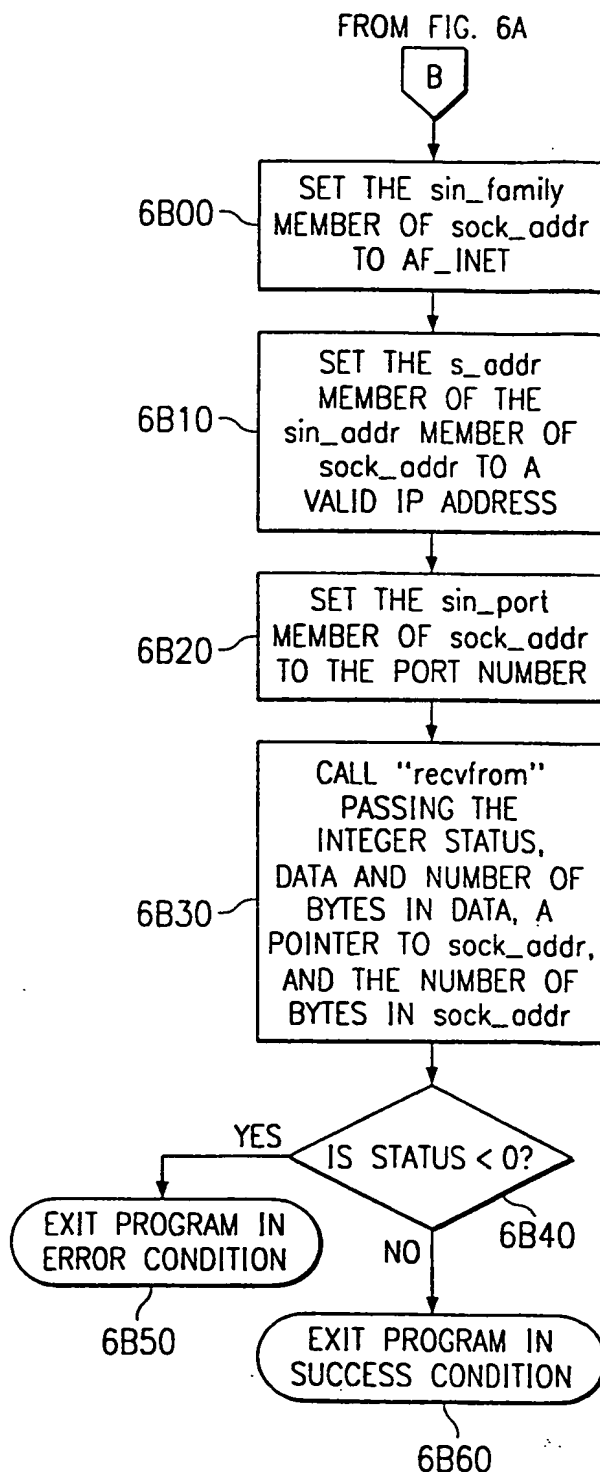 FROM FIG. 6A
B
6B00
SET THE sin_family
MEMBER OF sock_addr
TO AF_INET
6B10
SET THE s_addr
MEMBER OF THE
sin_addr MEMBER OF
sock_addr TO A
VALID IP ADDRESS
6B20
SET THE sin_port
MEMBER OF sock_addr
TO THE PORT NUMBER
6B30
CALL "recvfrom"
PASSING THE
INTEGER STATUS,
DATA AND NUMBER OF
BYTES IN DATA, A
POINTER TO sock_addr,
AND THE NUMBER OF
BYTES IN sock_addr
YES
IS STATUS < 0?
6B40
NO
EXIT PROGRAM IN
ERROR CONDITION
6B50
EXIT PROGRAM IN
SUCCESS CONDITION
6B60